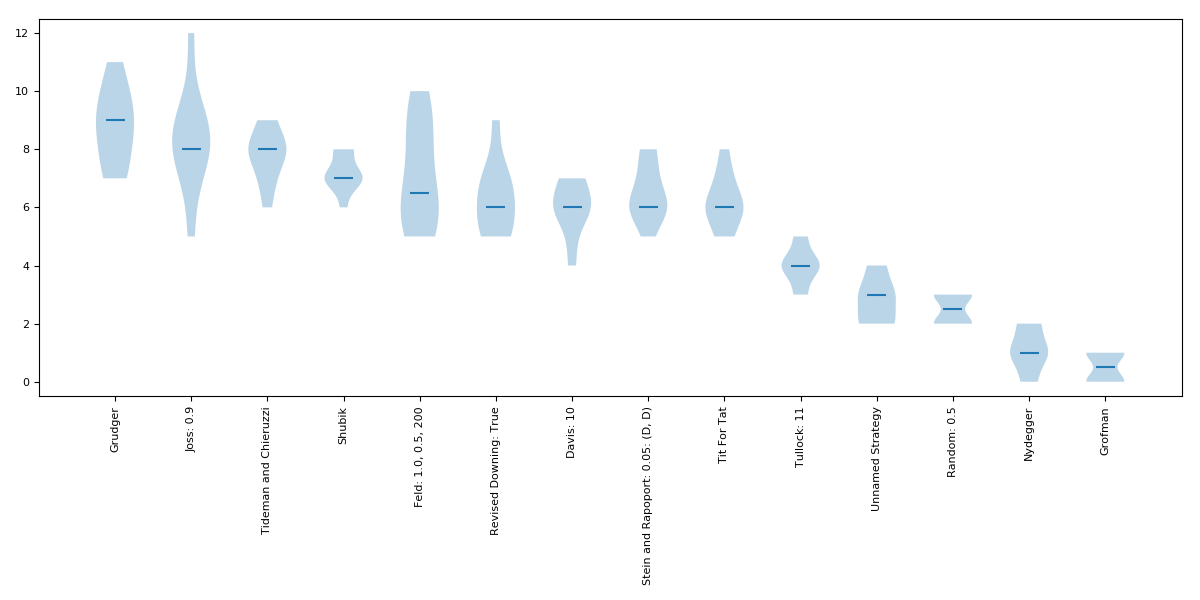 12
10
8
6
4
2
0
Grudger
Joss: 0.9
Tideman and Chieruzzi
Shubik
Feld: 1.0, 0.5, 200
Revised Downing: True
Davis: 10
Stein and Rapoport: 0.05: (D, D)
Tit For Tat
Tullock: 11
Unnamed Strategy
Random: 0.5
Nydegger
Grofman